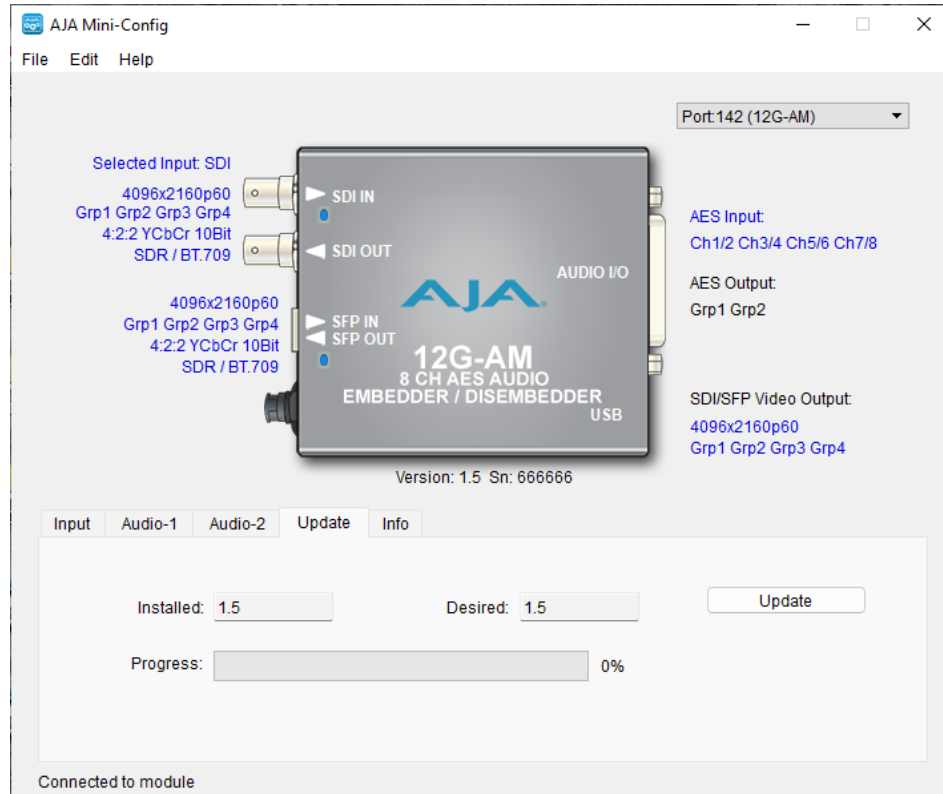 AJA Mini-Config
File Edit Help
Port:142 (12G-AM)
Selected Input: SDI
4096x2160p60
Grp1 Grp2 Grp3 Grp4
4:2:2 YCbCr 10Bit
SDR / BT.709
4096x2160p60
Grp1 Grp2 Grp3 Grp4
4:2:2 YCbCr 10Bit
SDR / BT.709
SDI IN
SDI OUT
AUDIO I/O
AJA
SFP IN
SFP OUT
12G-AM
8 CH AES AUDIO
EMBEDDER / DISEMBEDDER
USB
AES Input:
Ch1/2 Ch3/4 Ch5/6 Ch7/8
AES Output:
Grp1 Grp2
SDI/SFP Video Output:
4096x2160p60
Grp1 Grp2 Grp3 Grp4
Version: 1.5 Sn: 666666
Input Audio-1 Audio-2 Update Info
Installed: 1.5 Desired: 1.5 Update
Progress: 0%
Connected to module